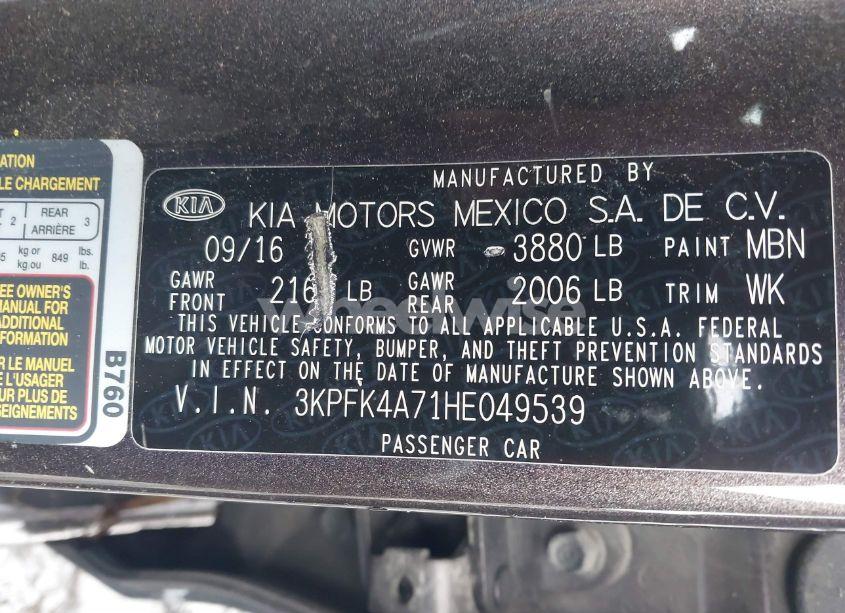 ATION
LE CHARGEMENT
2
REAR
ARRIÈRE
3
5
kg or
kg ou
849
lbs.
lb.
EE OWNER'S
MANUAL FOR
ADDITIONAL
NFORMATION
R LE MANUEL
E L'USAGER
UR PLUS DE
SEIGNEMENTS
B760
MANUFACTURED BY
KIA
KIA MOTORS MEXICO S.A. DE C.V.
09/16 GVWR 3880 LB PAINT MBN
GAWR FRONT 216 LB GAWR REAR 2006 LB TRIM WK
THIS VEHICLE CONFORMS TO ALL APPLICABLE U.S.A. FEDERAL
MOTOR VEHICLE SAFETY, BUMPER, AND THEFT PREVENTION STANDARDS
IN EFFECT ON THE DATE OF MANUFACTURE SHOWN ABOVE.
V.I.N. 3KPFK4A71HE049539
PASSENGER CAR